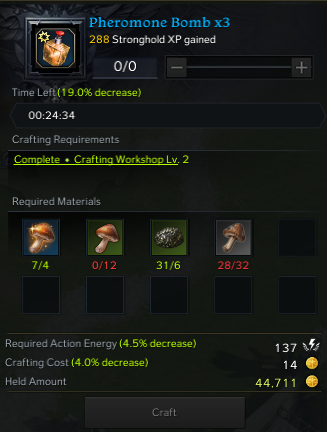 Pheromone Bomb x3
288 Stronghold XP gained
0/0
Time Left (19.0% decrease)
00:24:34
Crafting Requirements
Complete • Crafting Workshop Lv. 2
Required Materials
7/4 0/12 31/6 28/32
Required Action Energy (4.5% decrease) 137
Crafting Cost (4.0% decrease) 14
Held Amount 44,711
Craft